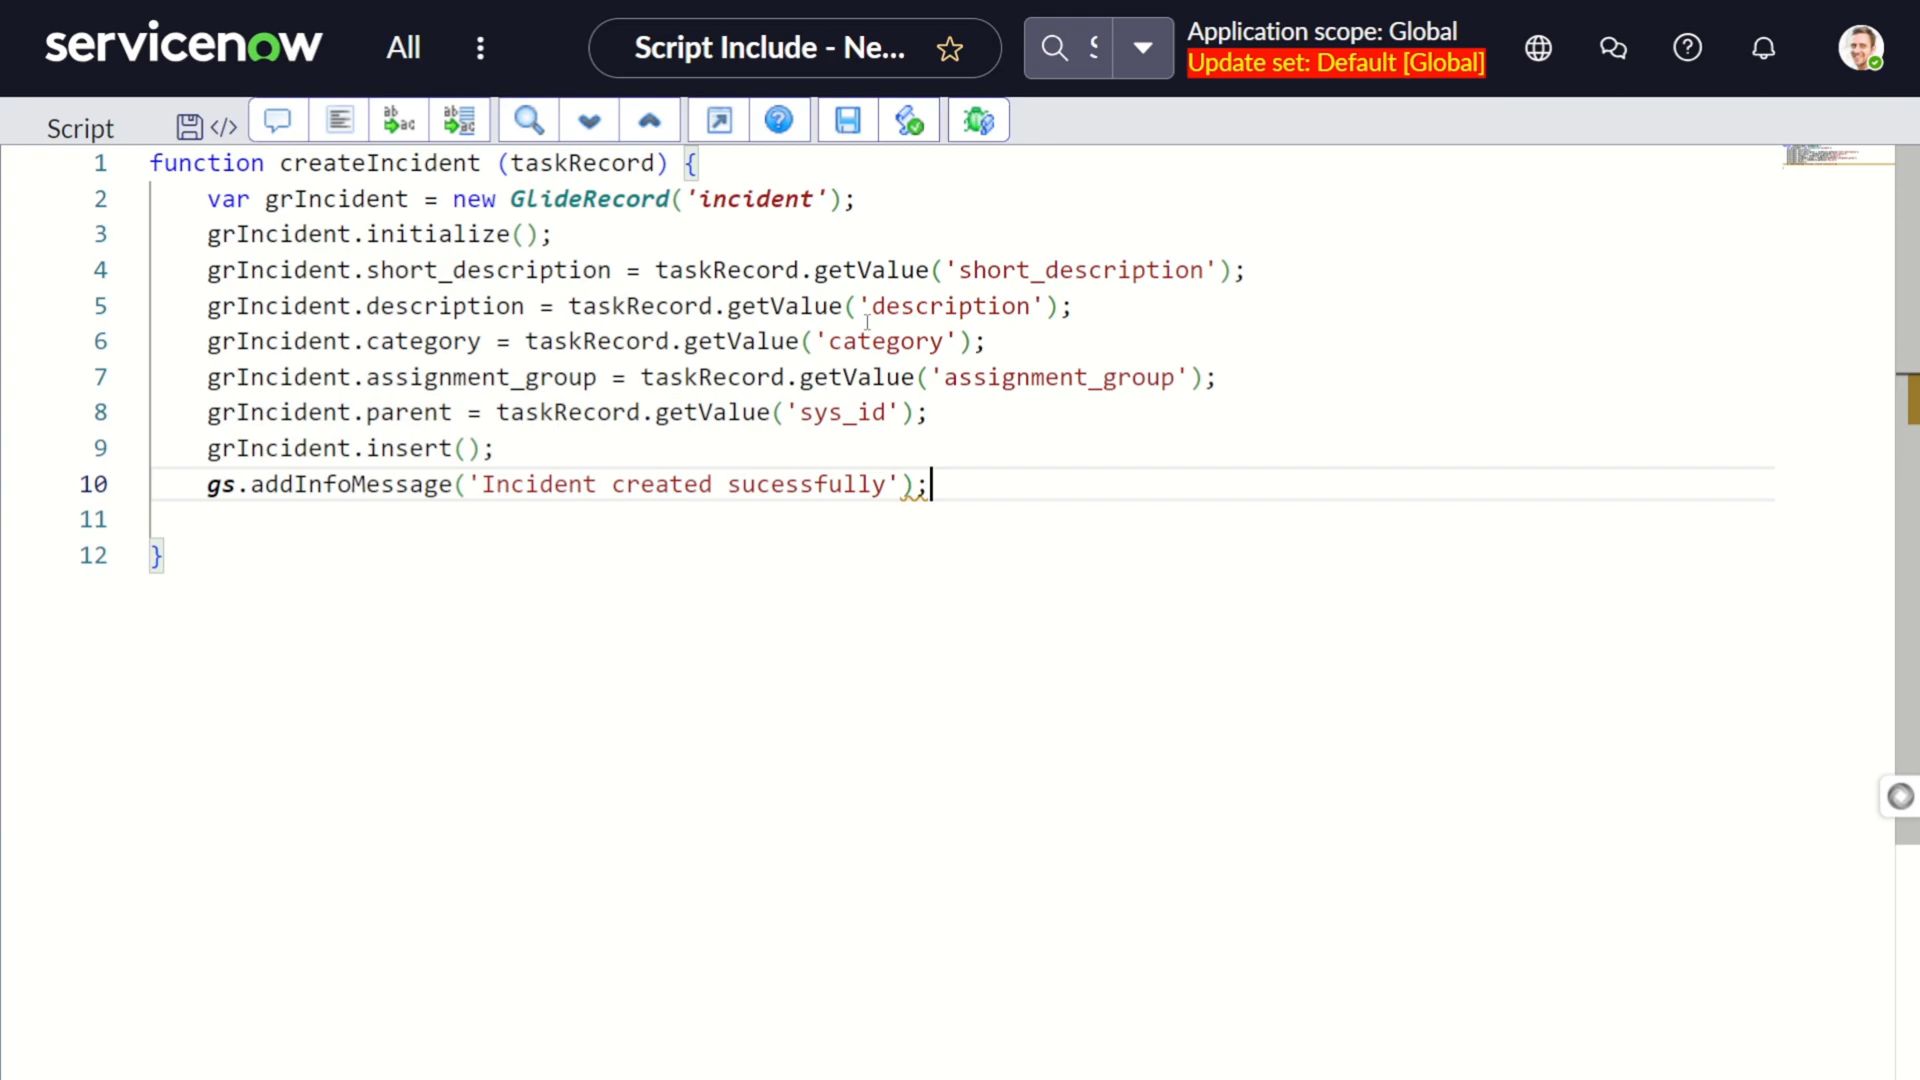 servicenow
All
Script Include - Ne...
Application scope: Global
Update set: Default [Global]
Script
1 function createIncident (taskRecord) {
2 var grIncident = new GlideRecord('incident');
3 grIncident.initialize();
4 grIncident.short_description = taskRecord.getValue('short_description');
5 grIncident.description = taskRecord.getValue('description');
6 grIncident.category = taskRecord.getValue('category');
7 grIncident.assignment_group = taskRecord.getValue('assignment_group');
8 grIncident.parent = taskRecord.getValue('sys_id');
9 grIncident.insert();
10 gs.addInfoMessage('Incident created sucessfully');
11
12 }